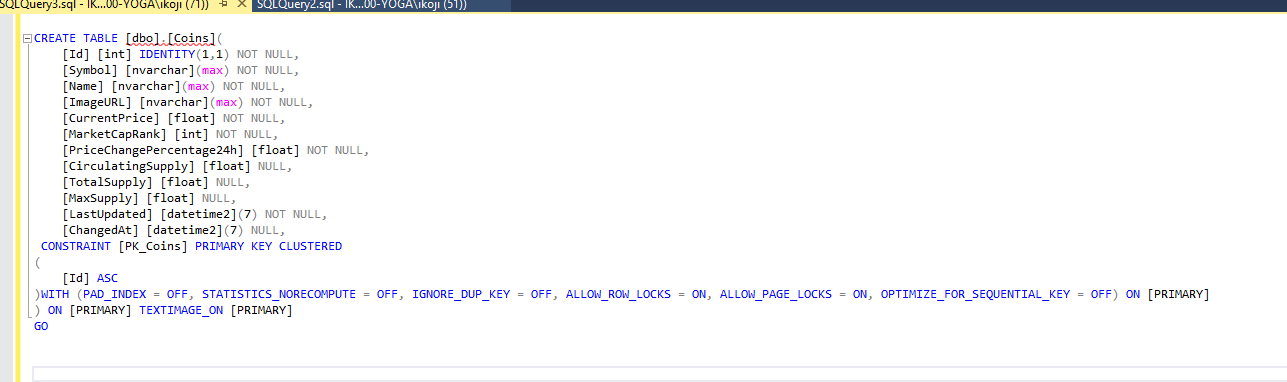 SQLQuery3.sql - IK...00-YOGA\ikoji (71)) SQLQuery2.sql - IK...00-YOGA\ikoji (51))
CREATE TABLE [dbo].[Coins](
[Id] [int] IDENTITY(1,1) NOT NULL,
[Symbol] [nvarchar](max) NOT NULL,
[Name] [nvarchar](max) NOT NULL,
[ImageURL] [nvarchar](max) NOT NULL,
[CurrentPrice] [float] NOT NULL,
[MarketCapRank] [int] NOT NULL,
[PriceChangePercentage24h] [float] NOT NULL,
[CirculatingSupply] [float] NULL,
[TotalSupply] [float] NULL,
[MaxSupply] [float] NULL,
[LastUpdated] [datetime2](7) NOT NULL,
[ChangedAt] [datetime2](7) NULL,
CONSTRAINT [PK_Coins] PRIMARY KEY CLUSTERED
(
[Id] ASC
)WITH (PAD_INDEX = OFF, STATISTICS_NORECOMPUTE = OFF, IGNORE_DUP_KEY = OFF, ALLOW_ROW_LOCKS = ON, ALLOW_PAGE_LOCKS = ON, OPTIMIZE_FOR_SEQUENTIAL_KEY = OFF) ON [PRIMARY]
) ON [PRIMARY] TEXTIMAGE_ON [PRIMARY]
GO